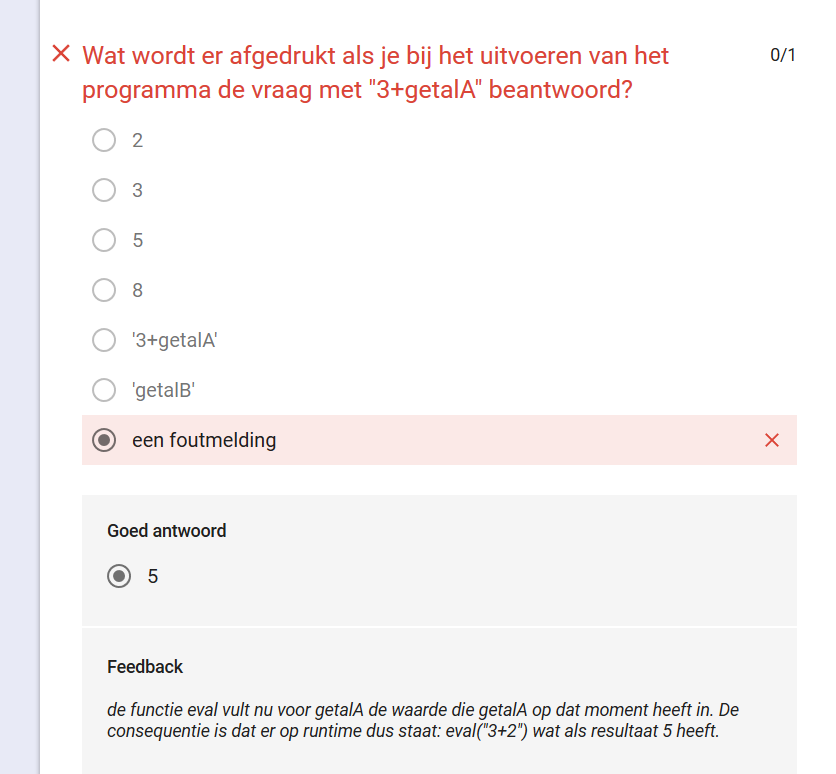 Wat wordt er afgedrukt als je bij het uitvoeren van het
0/1
programma de vraag met "3+getalA" beantwoord?
2
3
5
8
'3+getalA'
'getalB'
een foutmelding
Goed antwoord
5
Feedback
de functie eval vult nu voor getalA de waarde die getalA op dat moment heeft in. De
consequentie is dat er op runtime dus staat: eval("3+2") wat als resultaat 5 heeft.